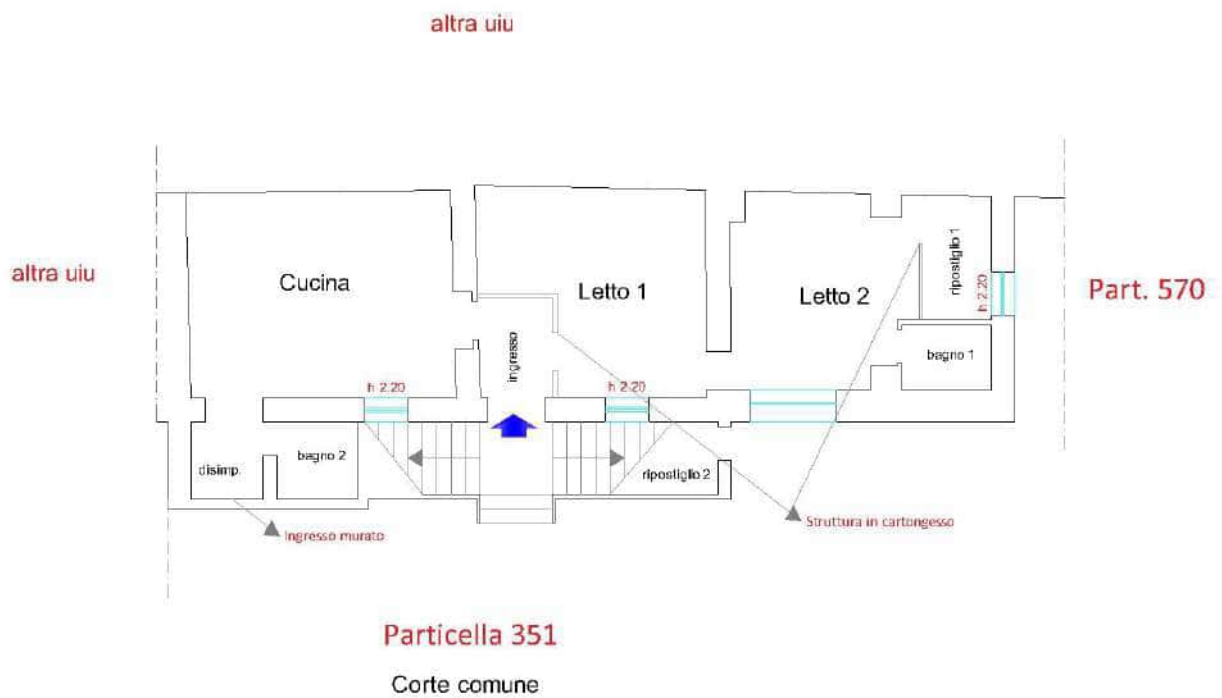 altra uiu
altra uiu
Cucina
Letto 1
Letto 2
ripostiglio 1
h 2.20
Part. 570
ingresso
bagno 1
h 2.20
h 2.20
disimp.
bagno 2
ripostiglio 2
Ingresso murato
Struttura in cartongesso
Particella 351
Corte comune